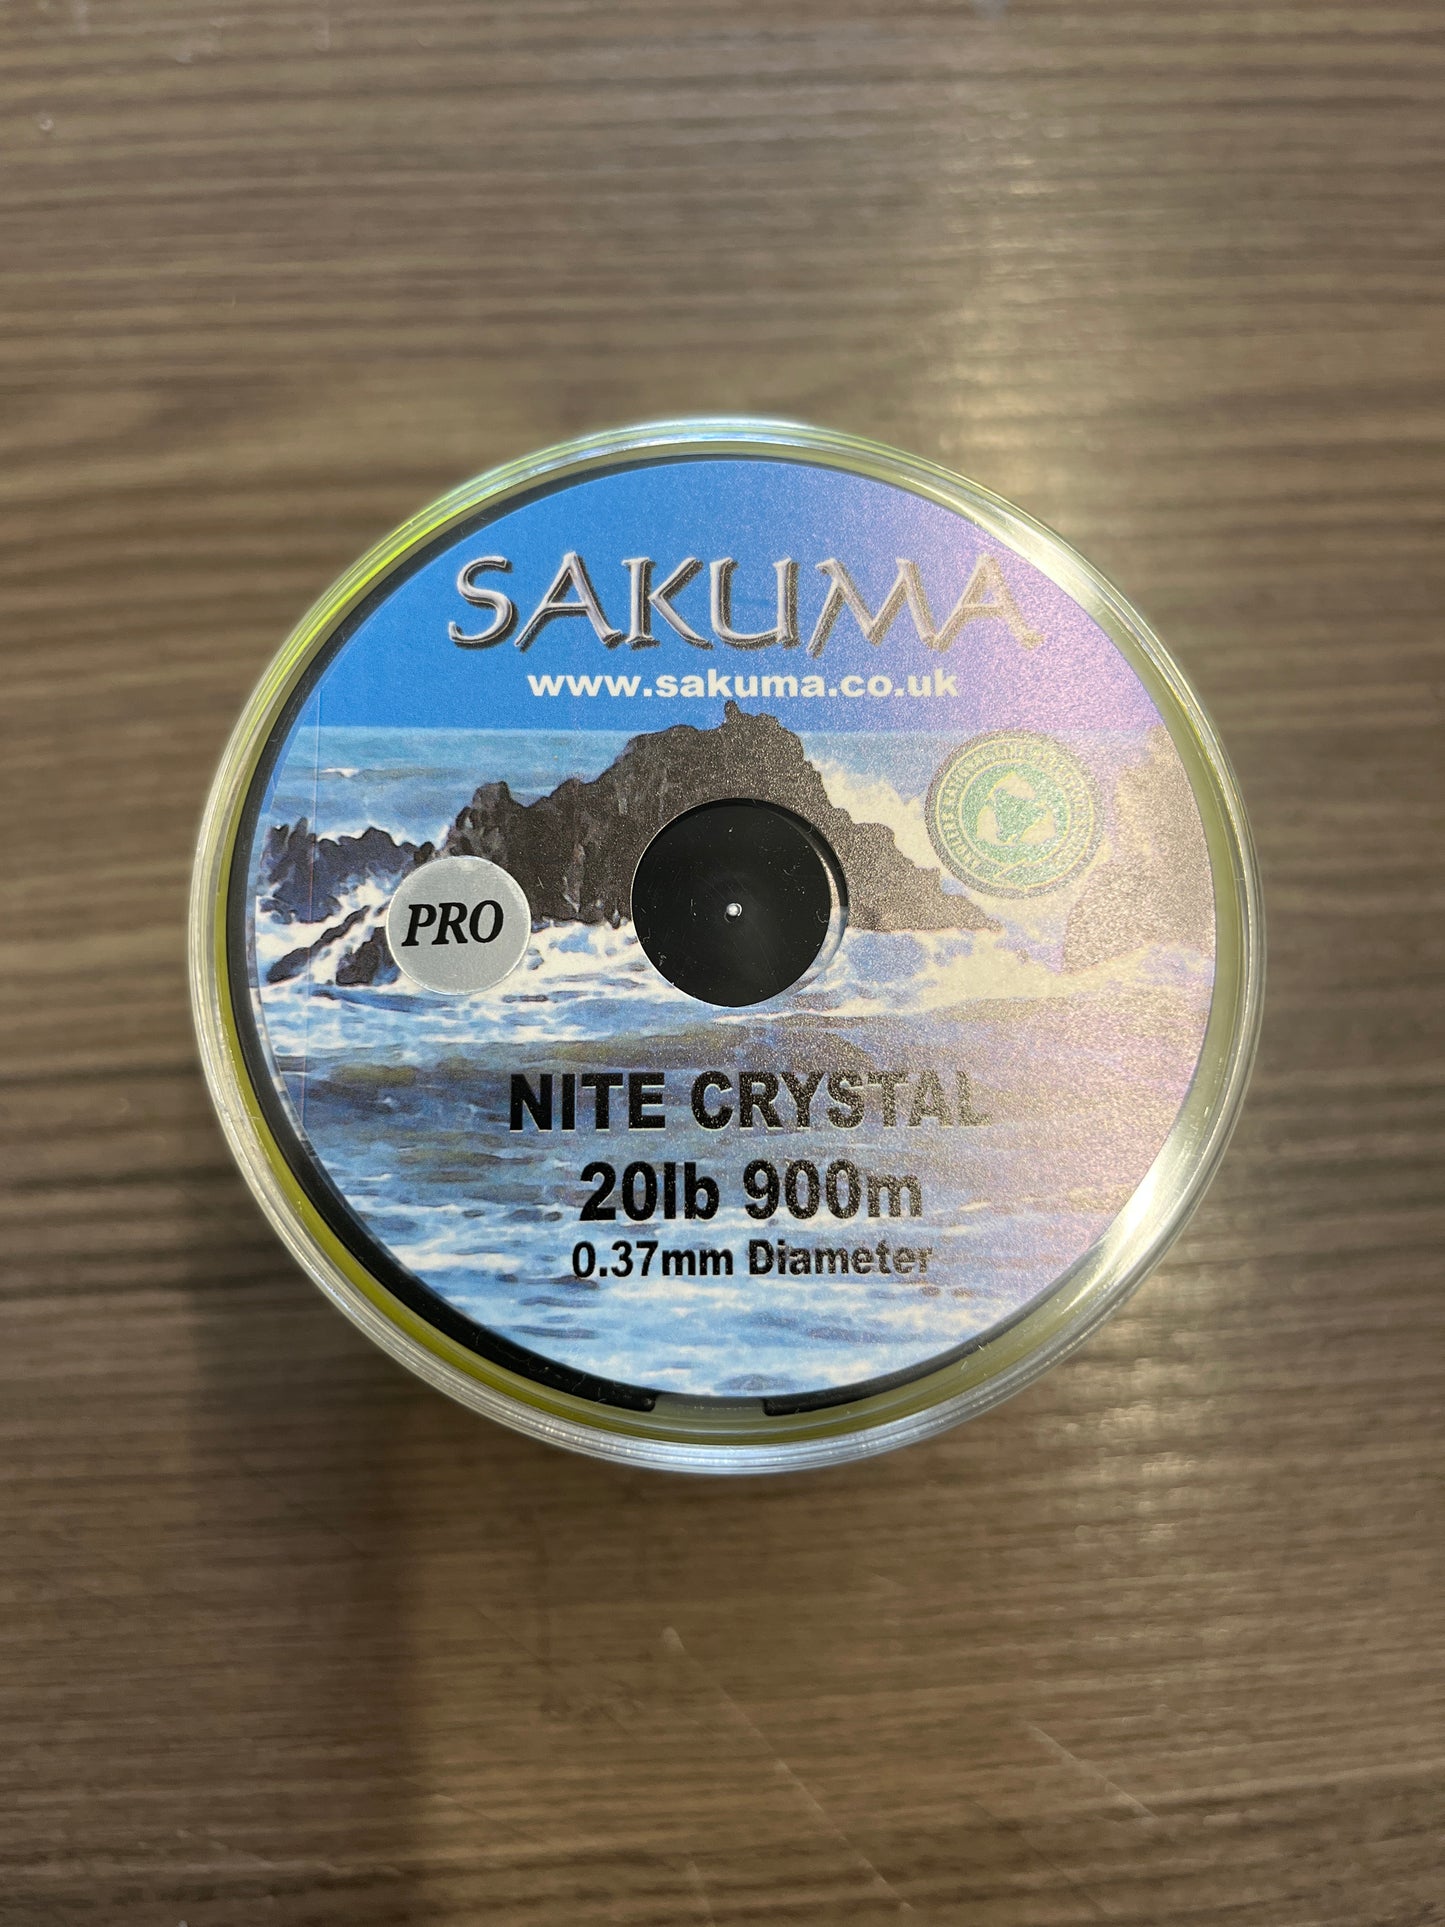 SAKUMA
www.sakuma.co.uk
PRO
NITE CRYSTAL
20lb 900m
0.37mm Diameter